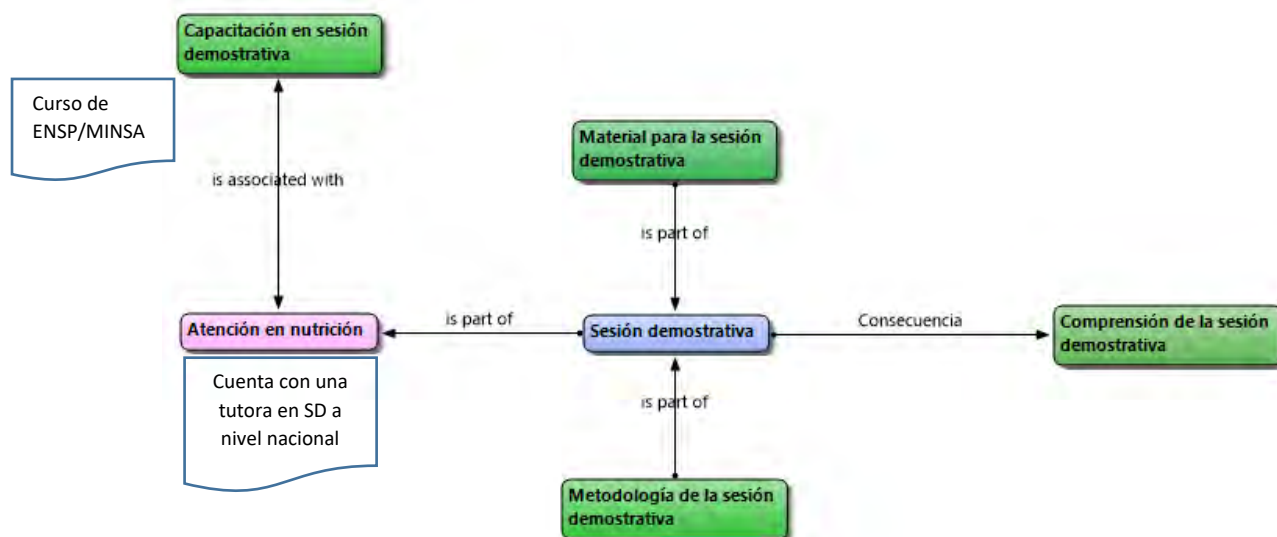 Capacitación en sesión
demostrativa
Curso de
ENSP/MINSA
is associated with
Material para la sesión
demostrativa
is part of
Atención en nutrición
is part of
Sesión demostrativa
Consecuencia
Comprensión de la sesión
demostrativa
Cuenta con una
tutora en SD a
nivel nacional
is part of
Metodología de la sesión
demostrativa